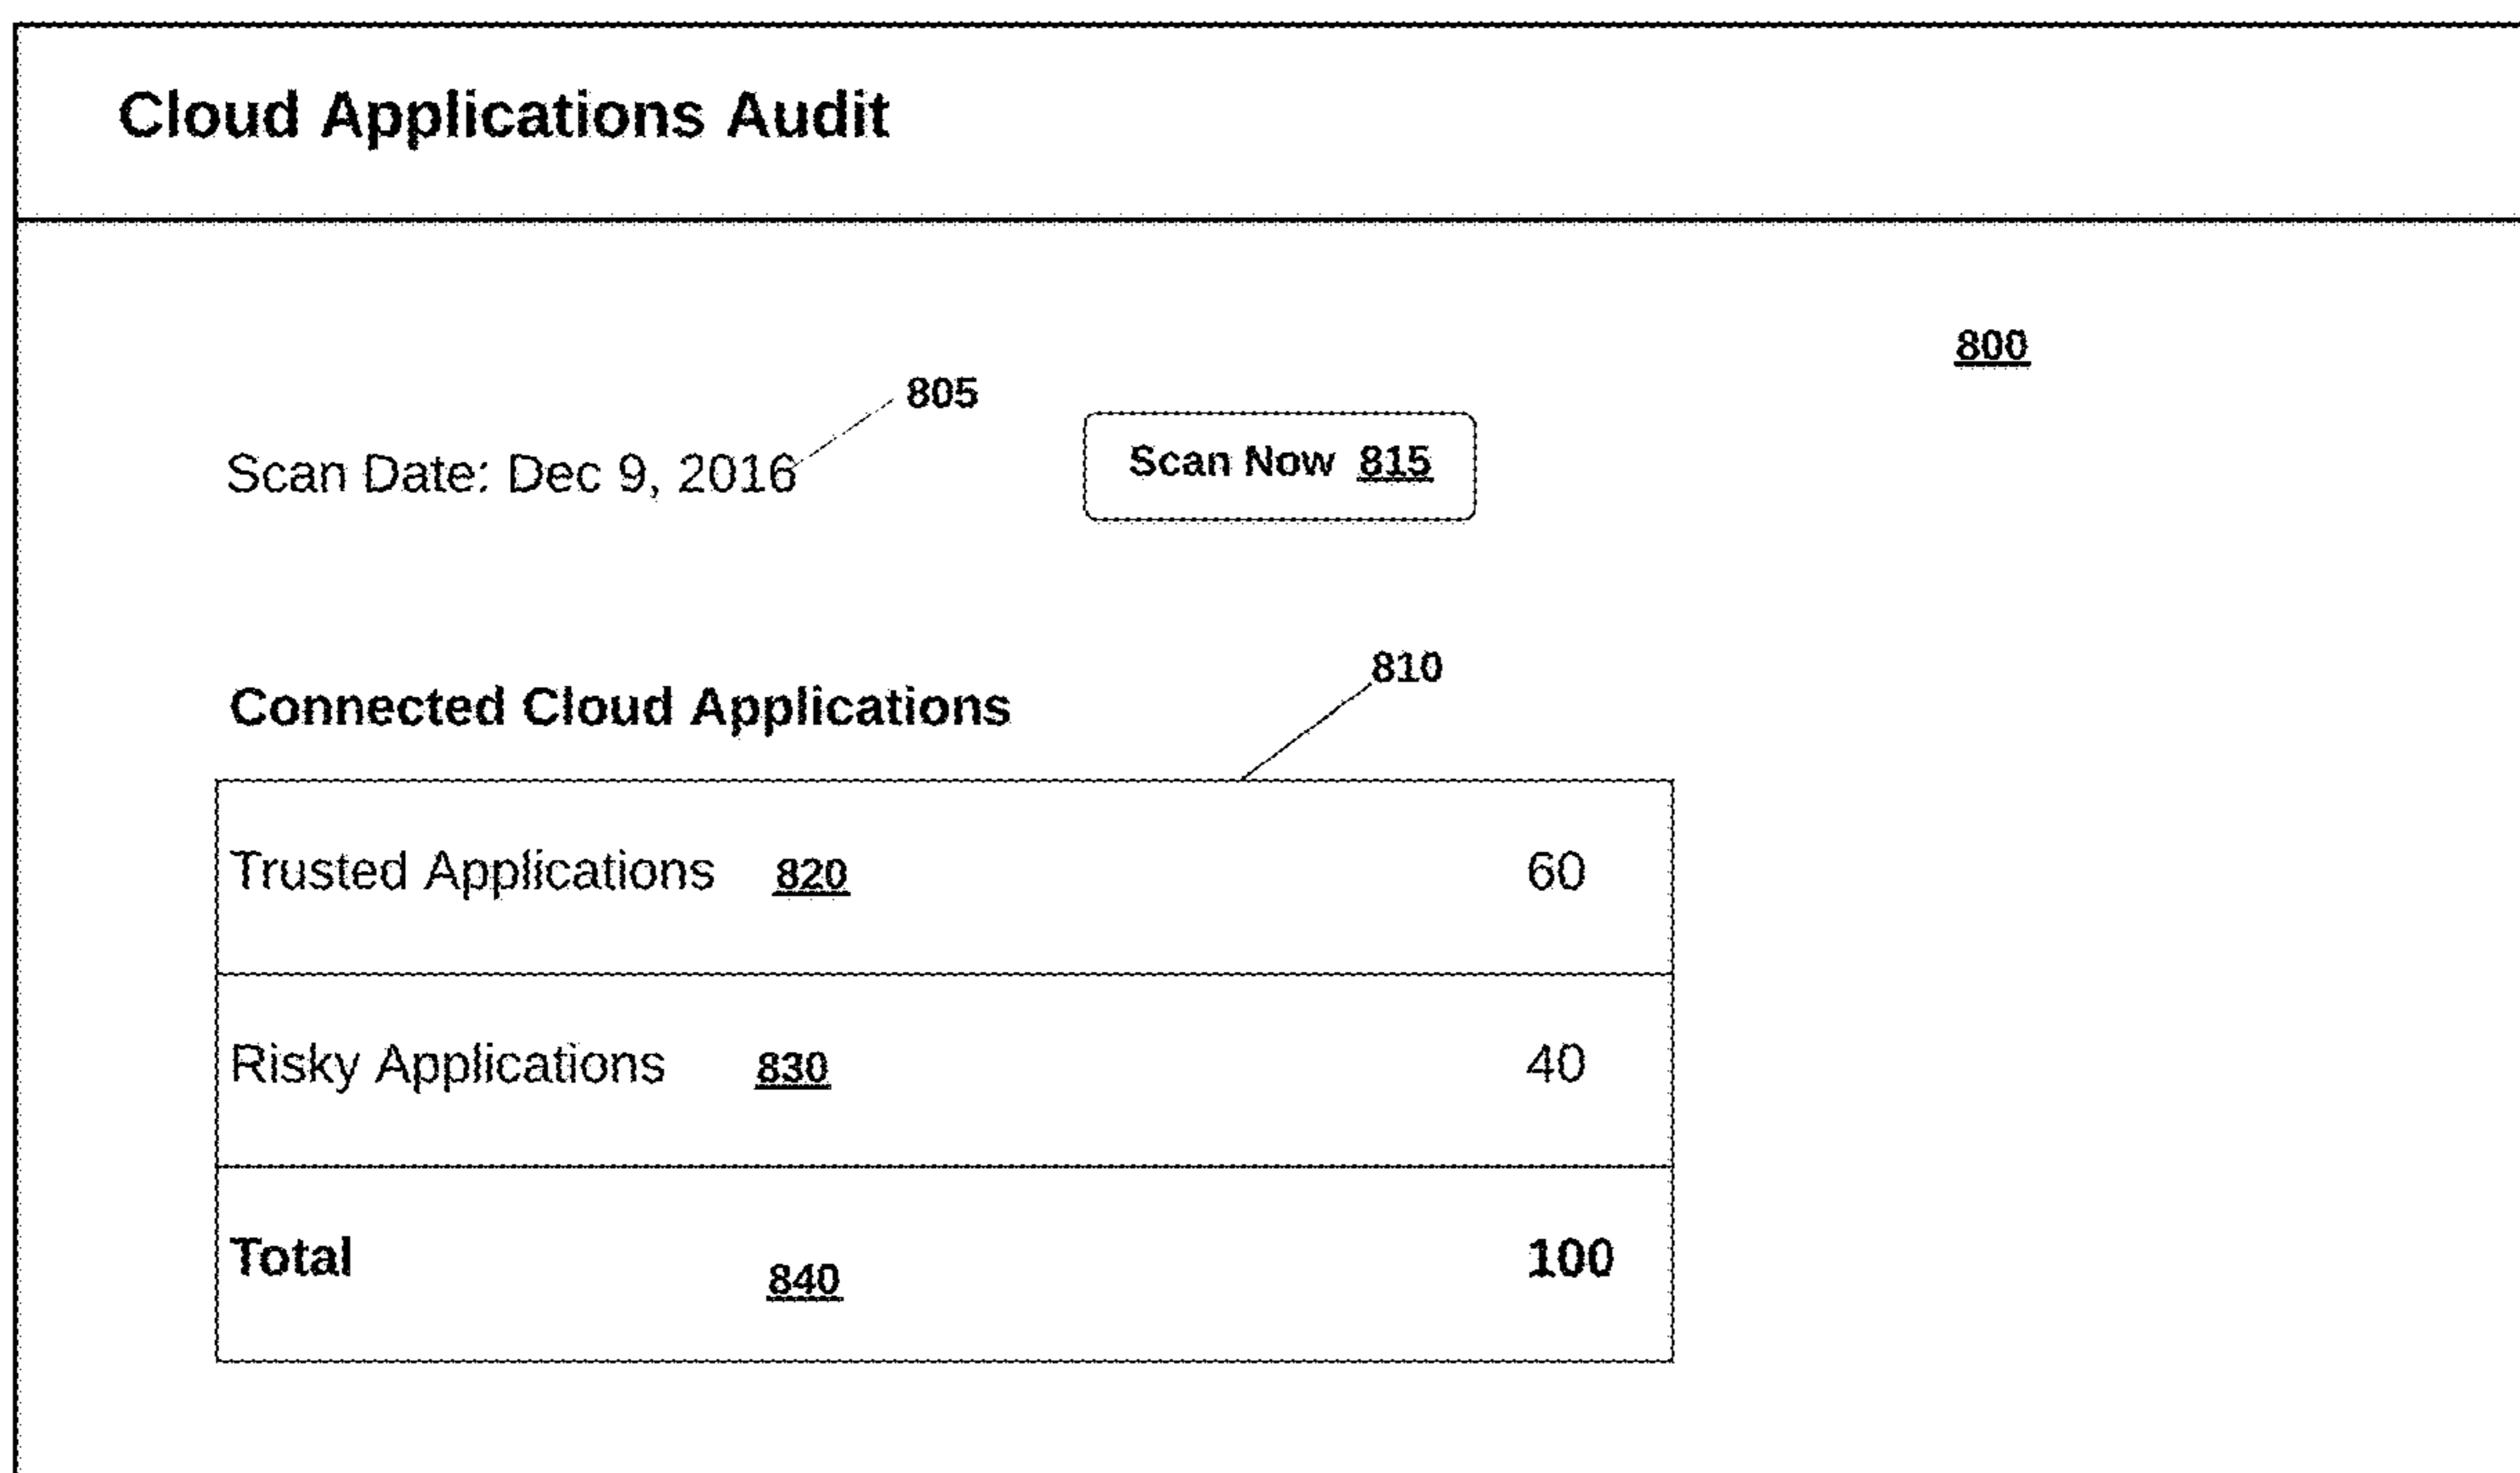 Cloud Applications Audit
800
805
Scan Date: Dec 9, 2016
Scan Now 815
810
Connected Cloud Applications
Trusted Applications 820 60
Risky Applications 830 40
Total 840 100